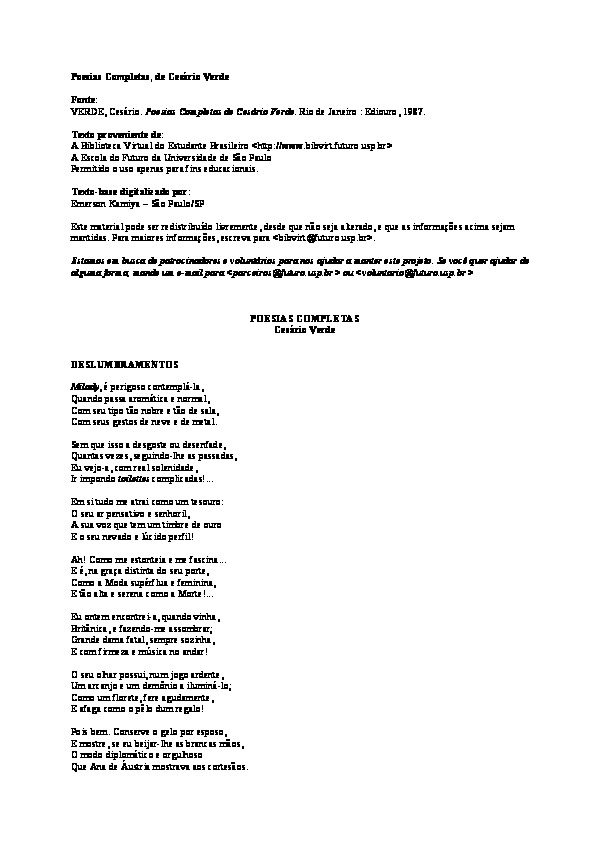 Poesias Completas, de Cesário Verde
Fonte:
VERDE, Cesário. Poesias Completas de Cesário Verde. Rio de Janeiro : Ediouro, 1987.
Texto proveniente de:
A Biblioteca Virtual do Estudante Brasileiro <http://www.bibvirt.futuro.usp.br>
A Escola do Futuro da Universidade de São Paulo
Permitido o uso apenas para fins educacionais.
Texto-base digitalizado por:
Emerson Kamiya – São Paulo/SP
Este material pode ser redistribuído livremente, desde que não seja alterado, e que as informações acima sejam
mantidas. Para maiores informações, escreva para <bibvirt@futuro.usp.br>.
Estamos em busca de patrocinadores e voluntários para nos ajudar a manter este projeto. Se você quer ajudar de
alguma forma, mande um e-mail para <parceiros@futuro.usp.br> ou <voluntario@futuro.usp.br>
POESIAS COMPLETAS
Cesário Verde
DESLUMBRAMENTOS
Milady, é perigoso contemplá-la,
Quando passa aromática e normal,
Com seu tipo tão nobre e tão de sala,
Com seus gestos de neve e de metal.
Sem que isso a desgoste ou desenfade,
Quantas vezes, seguindo-lhe as passadas,
Eu vejo-a, com real solenidade,
Ir impondo toilettes complicadas!...
Em si tudo me atrai como um tesouro:
O seu ar pensativo e senhoril,
A sua voz que tem um timbre de ouro
E o seu nevado e lúcido perfil!
Ah! Como me estonteia e me fascina...
E é, na graça distinta do seu porte,
Como a Moda supérflua e feminina,
E tão alta e serena como a Morte!...
Eu ontem encontrei-a, quando vinha,
Britânica, e fazendo-me assombrar;
Grande dama fatal, sempre sozinha,
E com firmeza e música no andar!
O seu olhar possui, num jogo ardente,
Um arcanjo e um demônio a iluminá-lo;
Como um florete, fere agudamente,
E afaga como o pêlo dum regalo!
Pois bem. Conserve o gelo por esposo,
E mostre, se eu beijar-lhe as brancas mãos,
O modo diplomático e orgulhoso
Que Ana de Áustria mostrava aos cortesãos.